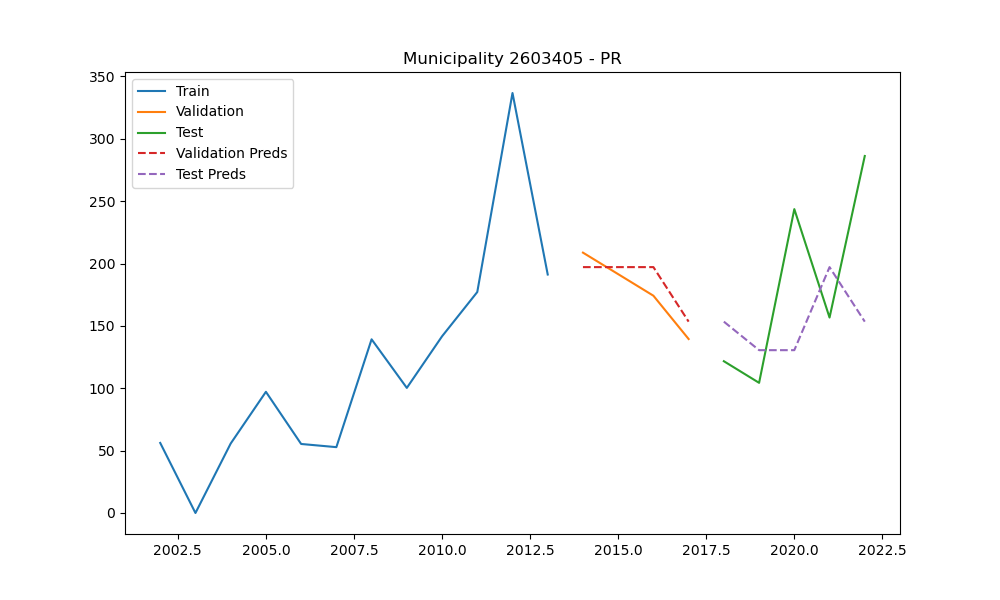 Municipality 2603405 - PR
350
300
250
200
150
100
50
0
Train
Validation
Test
Validation Preds
Test Preds
2002.5 2005.0 2007.5 2010.0 2012.5 2015.0 2017.5 2020.0 2022.5